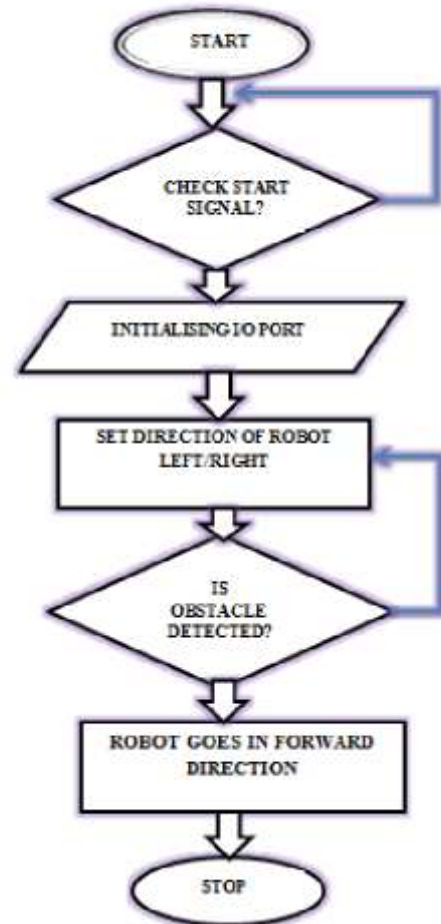 START
CHECK START
SIGNAL?
INITIALISING I/O PORT
SET DIRECTION OF ROBOT
LEFT/RIGHT
IS
OBSTACLE
DETECTED?
ROBOT GOES IN FORWARD
DIRECTION
STOP